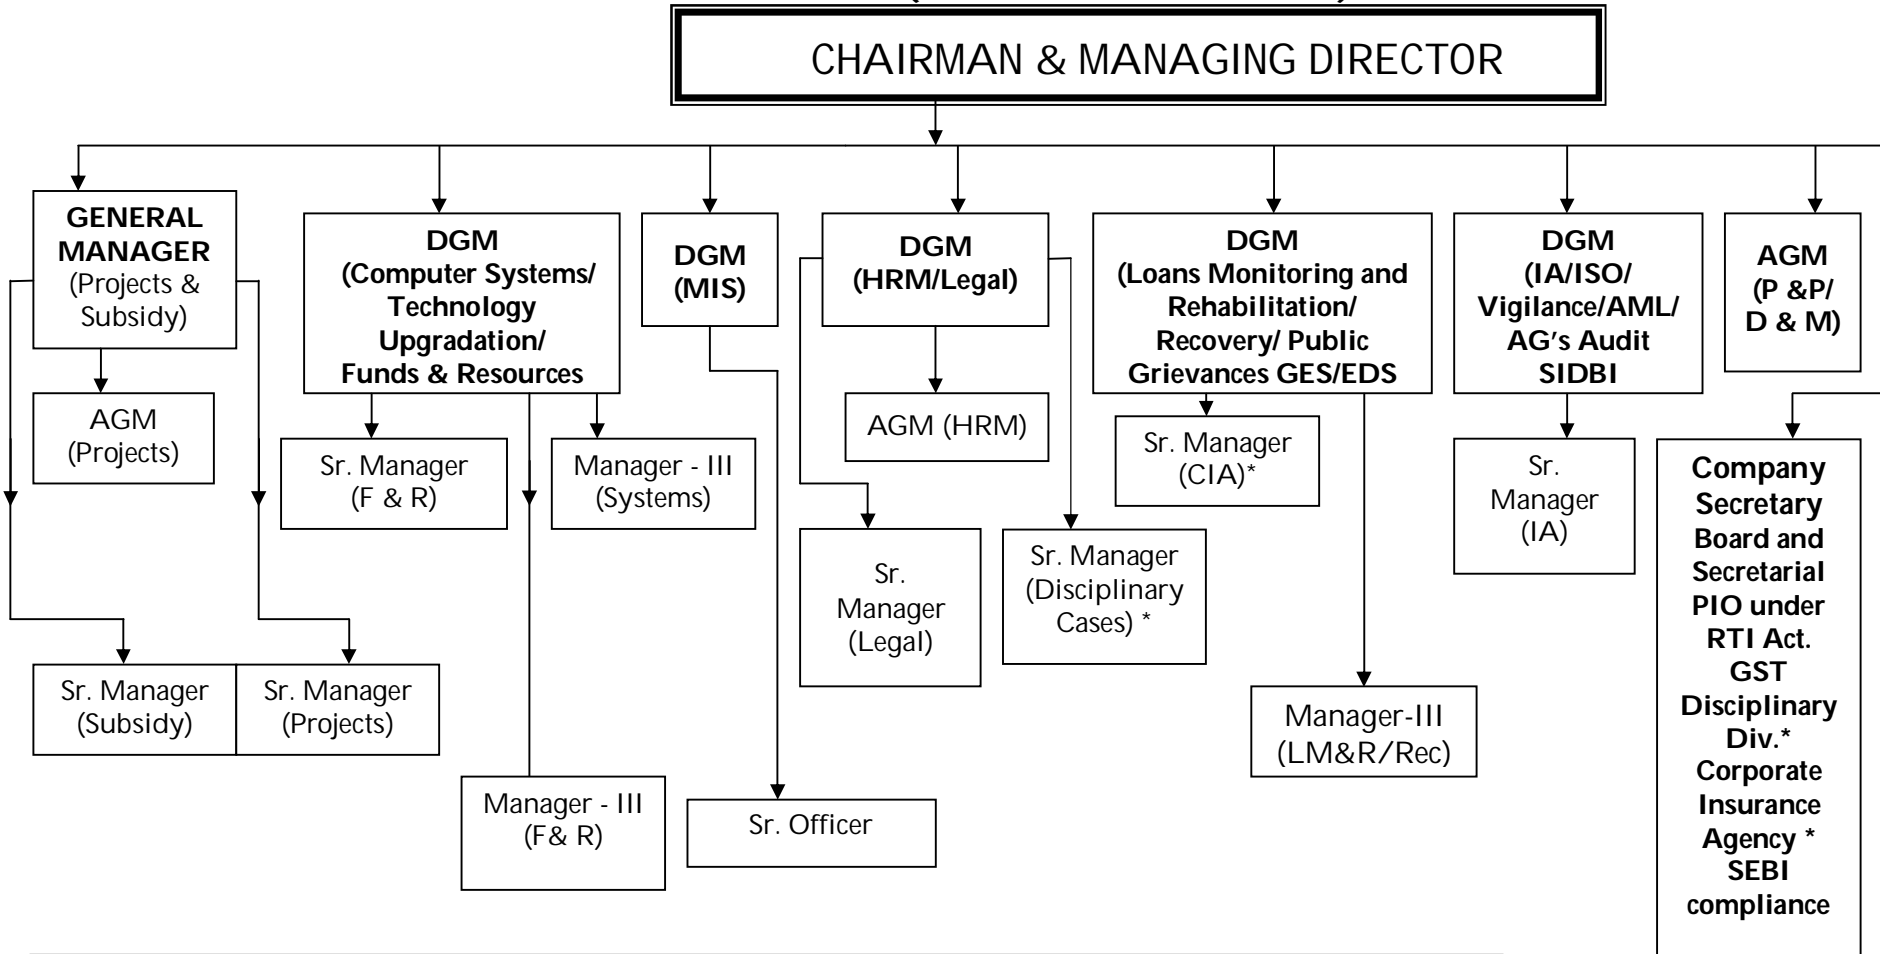 CHAIRMAN & MANAGING DIRECTOR
GENERAL
MANAGER
(Projects &
Subsidy)
DGM
(Computer Systems/
Technology
Upgradation/
Funds & Resources
DGM
(MIS)
DGM
(HRM/Legal)
DGM
(Loans Monitoring and
Rehabilitation/
Recovery/ Public
Grievances GES/EDS
DGM
(IA/ISO/
Vigilance/AML/
AG's Audit
SIDBI
AGM
(P &P/
D & M)
AGM
(Projects)
Sr. Manager
(F & R)
Manager - III
(Systems)
AGM (HRM)
Sr. Manager
(CIA)*
Sr.
Manager
(IA)
Company
Secretary
Board and
Secretarial
PIO under
RTI Act.
GST
Disciplinary
Div.*
Corporate
Insurance
Agency *
SEBI
compliance
Sr.
Manager
(Legal)
Sr. Manager
(Disciplinary
Cases) *
Sr. Manager
(Subsidy)
Sr. Manager
(Projects)
Manager-III
(LM&R/Rec)
Manager - III
(F& R)
Sr. Officer